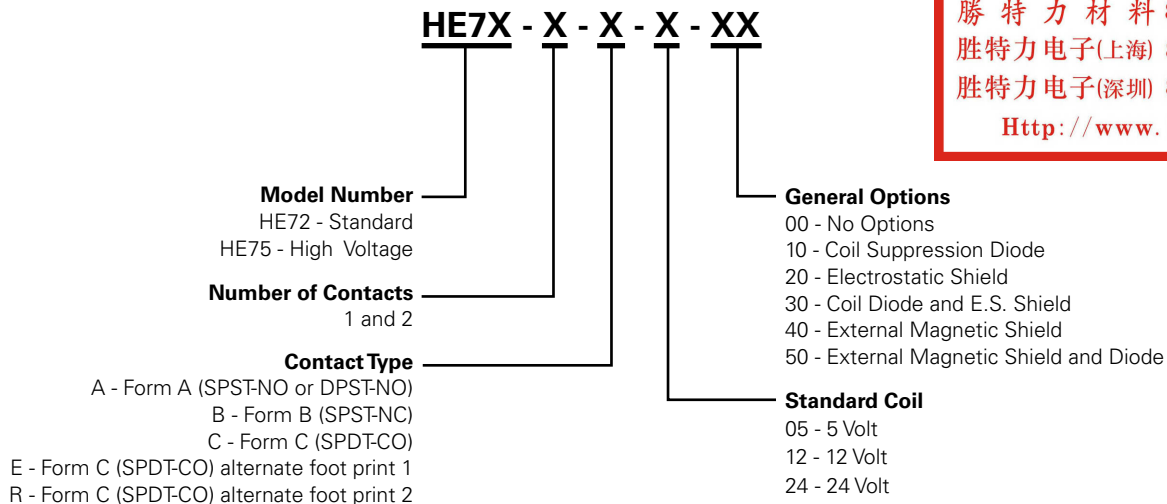 HE7X - X - X - X - XX
勝特力材料
胜特力电子(上海)
胜特力电子(深圳)
Http://www.
Model Number
HE72 - Standard
HE75 - High Voltage
Number of Contacts
1 and 2
Contact Type
A - Form A (SPST-NO or DPST-NO)
B - Form B (SPST-NC)
C - Form C (SPDT-CO)
E - Form C (SPDT-CO) alternate foot print 1
R - Form C (SPDT-CO) alternate foot print 2
General Options
00 - No Options
10 - Coil Suppression Diode
20 - Electrostatic Shield
30 - Coil Diode and E.S. Shield
40 - External Magnetic Shield
50 - External Magnetic Shield and Diode
Standard Coil
05 - 5 Volt
12 - 12 Volt
24 - 24 Volt